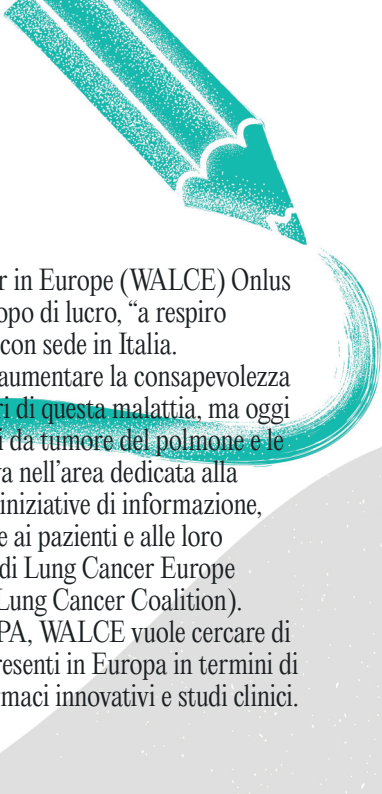 r in Europe (WALCE) Onlus
opo di lucro, “a respiro
con sede in Italia.
aumentare la consapevolezza
ri di questa malattia, ma oggi
i da tumore del polmone e le
va nell’area dedicata alla
iniziative di informazione,
e ai pazienti e alle loro
di Lung Cancer Europe
Lung Cancer Coalition).
PA, WALCE vuole cercare di
resenti in Europa in termini di
rmaci innovativi e studi clinici.